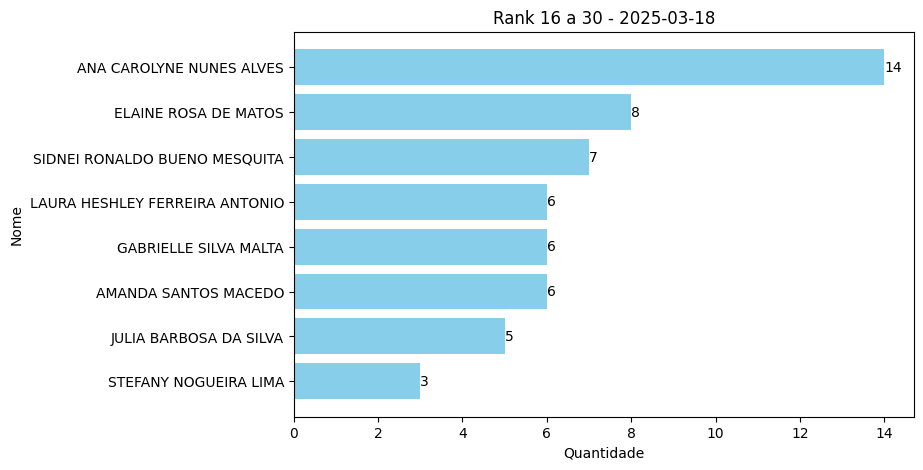 Rank 16 a 30 - 2025-03-18
ANA CAROLYNE NUNES ALVES 14
ELAINE ROSA DE MATOS 8
SIDNEI RONALDO BUENO MESQUITA 7
LAURA HESHLEY FERREIRA ANTONIO 6
GABRIELLE SILVA MALTA 6
AMANDA SANTOS MACEDO 6
JULIA BARBOSA DA SILVA 5
STEFANY NOGUEIRA LIMA 3
Nome
0 2 4 6 8 10 12 14
Quantidade